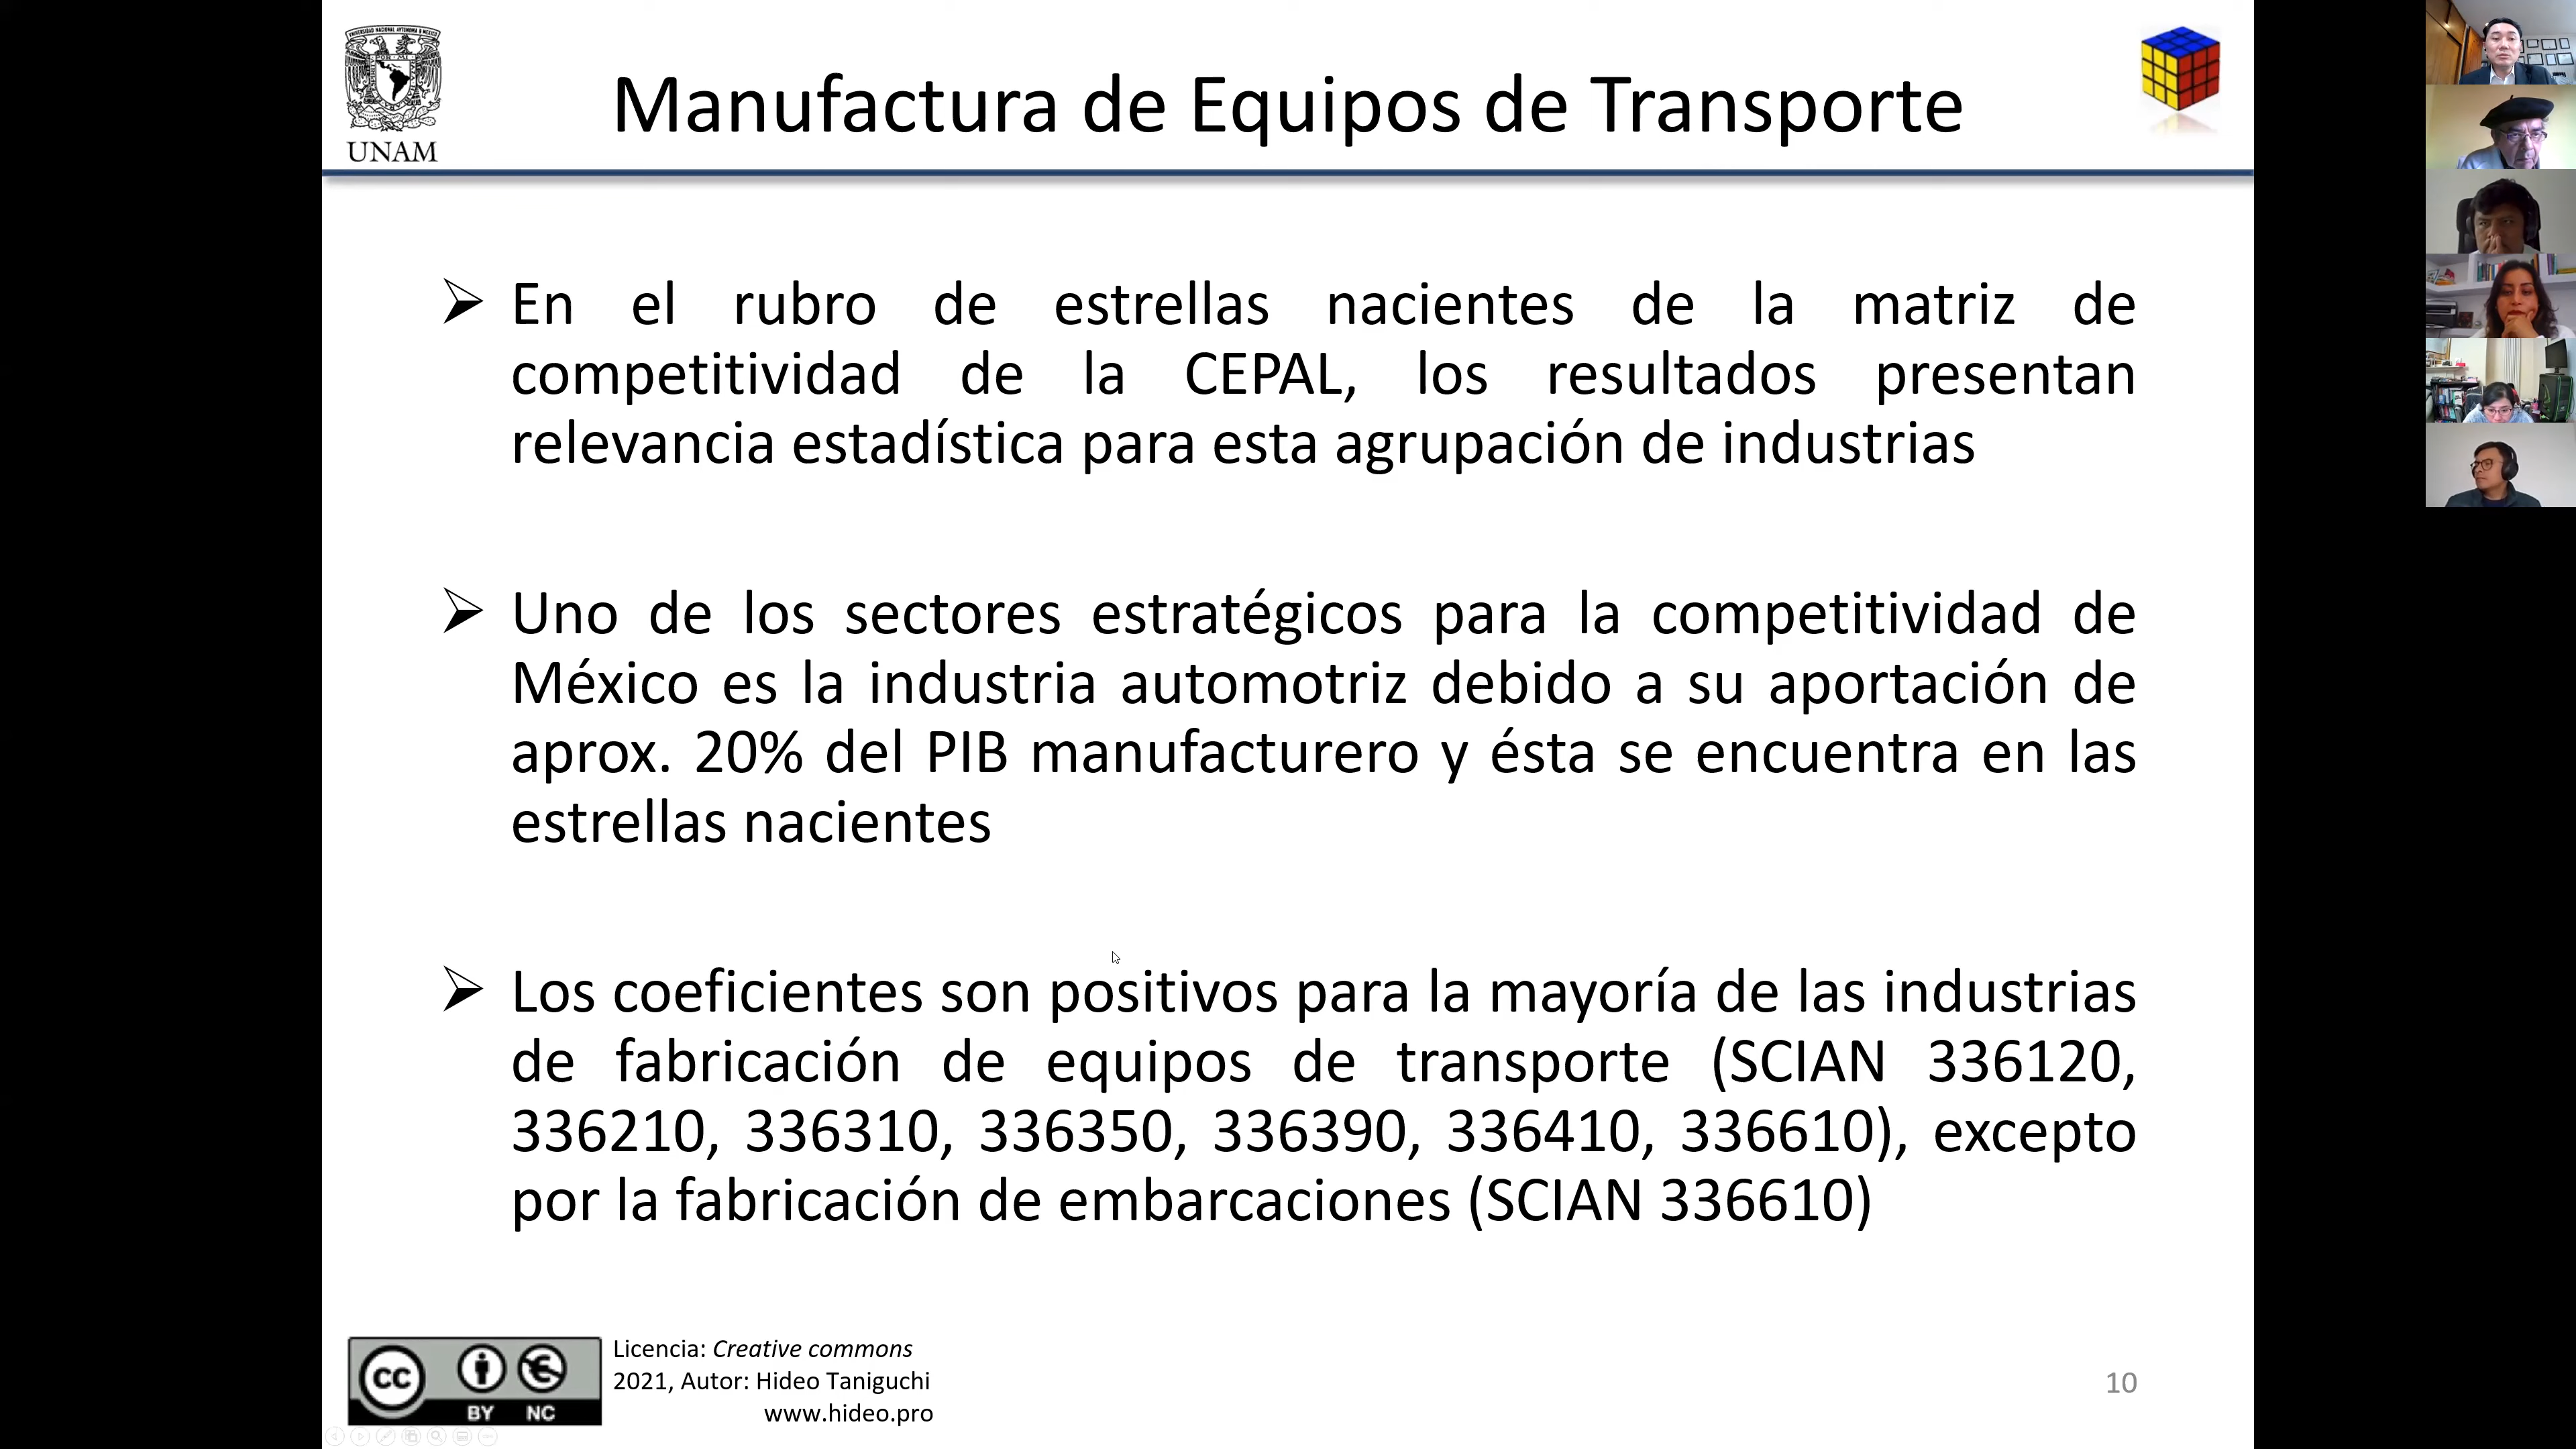 UNAM
Manufactura de Equipos de Transporte
En el rubro de estrellas nacientes de la matriz de
competitividad de la CEPAL, los resultados presentan
relevancia estadística para esta agrupación de industrias
Uno de los sectores estratégicos para la competitividad de
México es la industria automotriz debido a su aportación de
aprox. 20% del PIB manufacturero y ésta se encuentra en las
estrellas nacientes
Los coeficientes son positivos para la mayoría de las industrias
de fabricación de equipos de transporte (SCIAN 336120,
336210, 336310, 336350, 336390, 336410, 336610), excepto
por la fabricación de embarcaciones (SCIAN 336610)
cc
BY NC
Licencia: Creative commons
2021, Autor: Hideo Taniguchi
www.hideo.pro
10